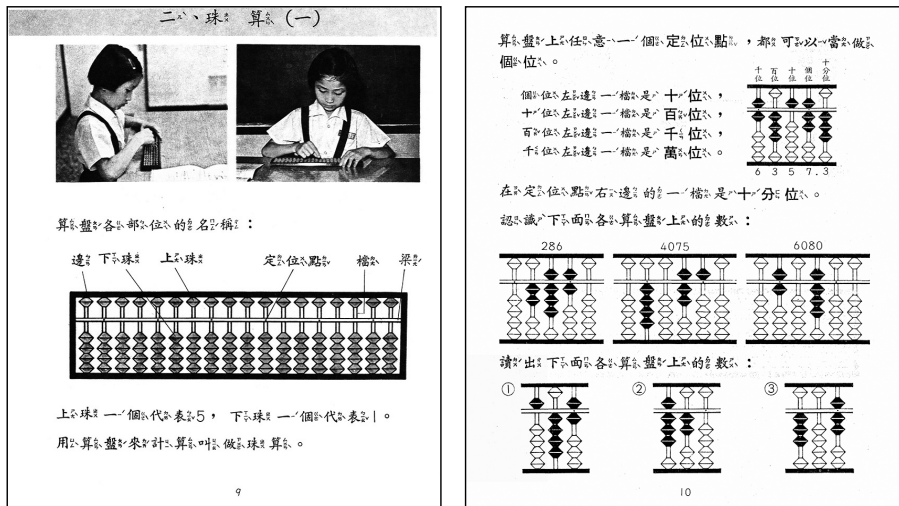 二、珠算(一)
算盤各部位的名稱：
邊 下珠 上珠 定位點 檔 梁
上珠一個代表5，下珠一個代表1。
用算盤來計算叫做珠算。
9
算盤上任意一個定位點，都可以當做
個位。
千位 百位 十位 個位 十分位
個位左邊一檔是十位，
十位左邊一檔是百位，
百位左邊一檔是千位，
千位左邊一檔是萬位。
6 3 5 7.3
在定位點右邊的一檔是十分位。
認識下面各算盤上的數：
286 4075 6080
讀出下面各算盤上的數：
① ② ③
10